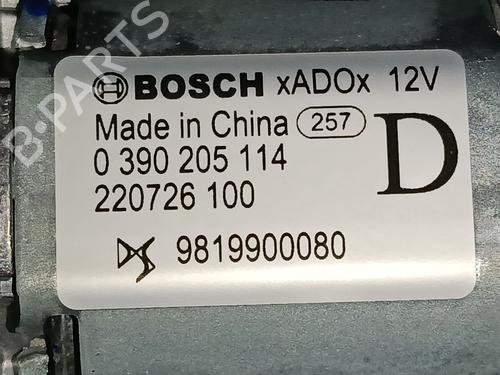 BOSCH xADOx 12V
Made in China 257
0 390 205 114
220726 100
D
9819900080
B-PARTS